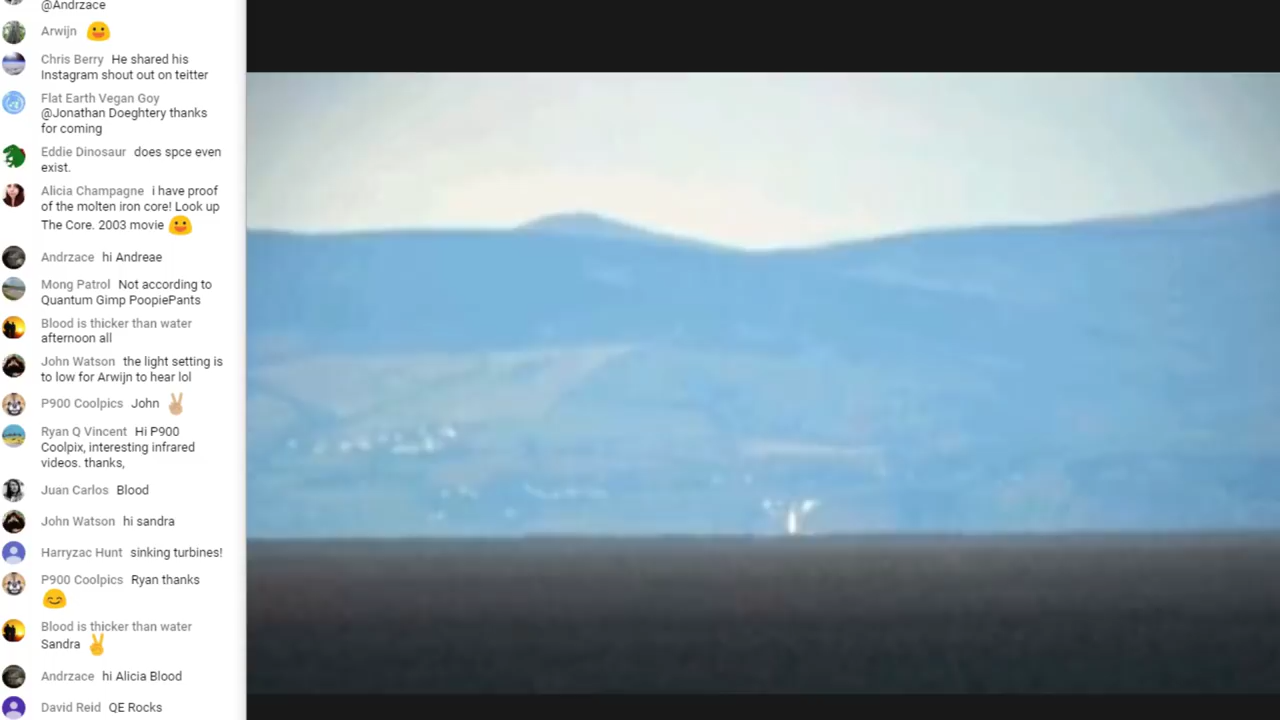 @Andrzace
Arwijn
Chris Berry He shared his
Instagram shout out on teitter
Flat Earth Vegan Goy
@Jonathan Doeghtery thanks
for coming
Eddie Dinosaur does spce even
exist.
Alicia Champagne i have proof
of the molten iron core! Look up
The Core. 2003 movie
Andrzace hi Andreae
Mong Patrol Not according to
Quantum Gimp PoopiePants
Blood is thicker than water
afternoon all
John Watson the light setting is
to low for Arwijn to hear lol
P900 Coolpics John
Ryan Q Vincent Hi P900
Coolpix, interesting infrared
videos. thanks,
Juan Carlos Blood
John Watson hi sandra
Harryzac Hunt sinking turbines!
P900 Coolpics Ryan thanks
Blood is thicker than water
Sandra
Andrzace hi Alicia Blood
David Reid QE Rocks